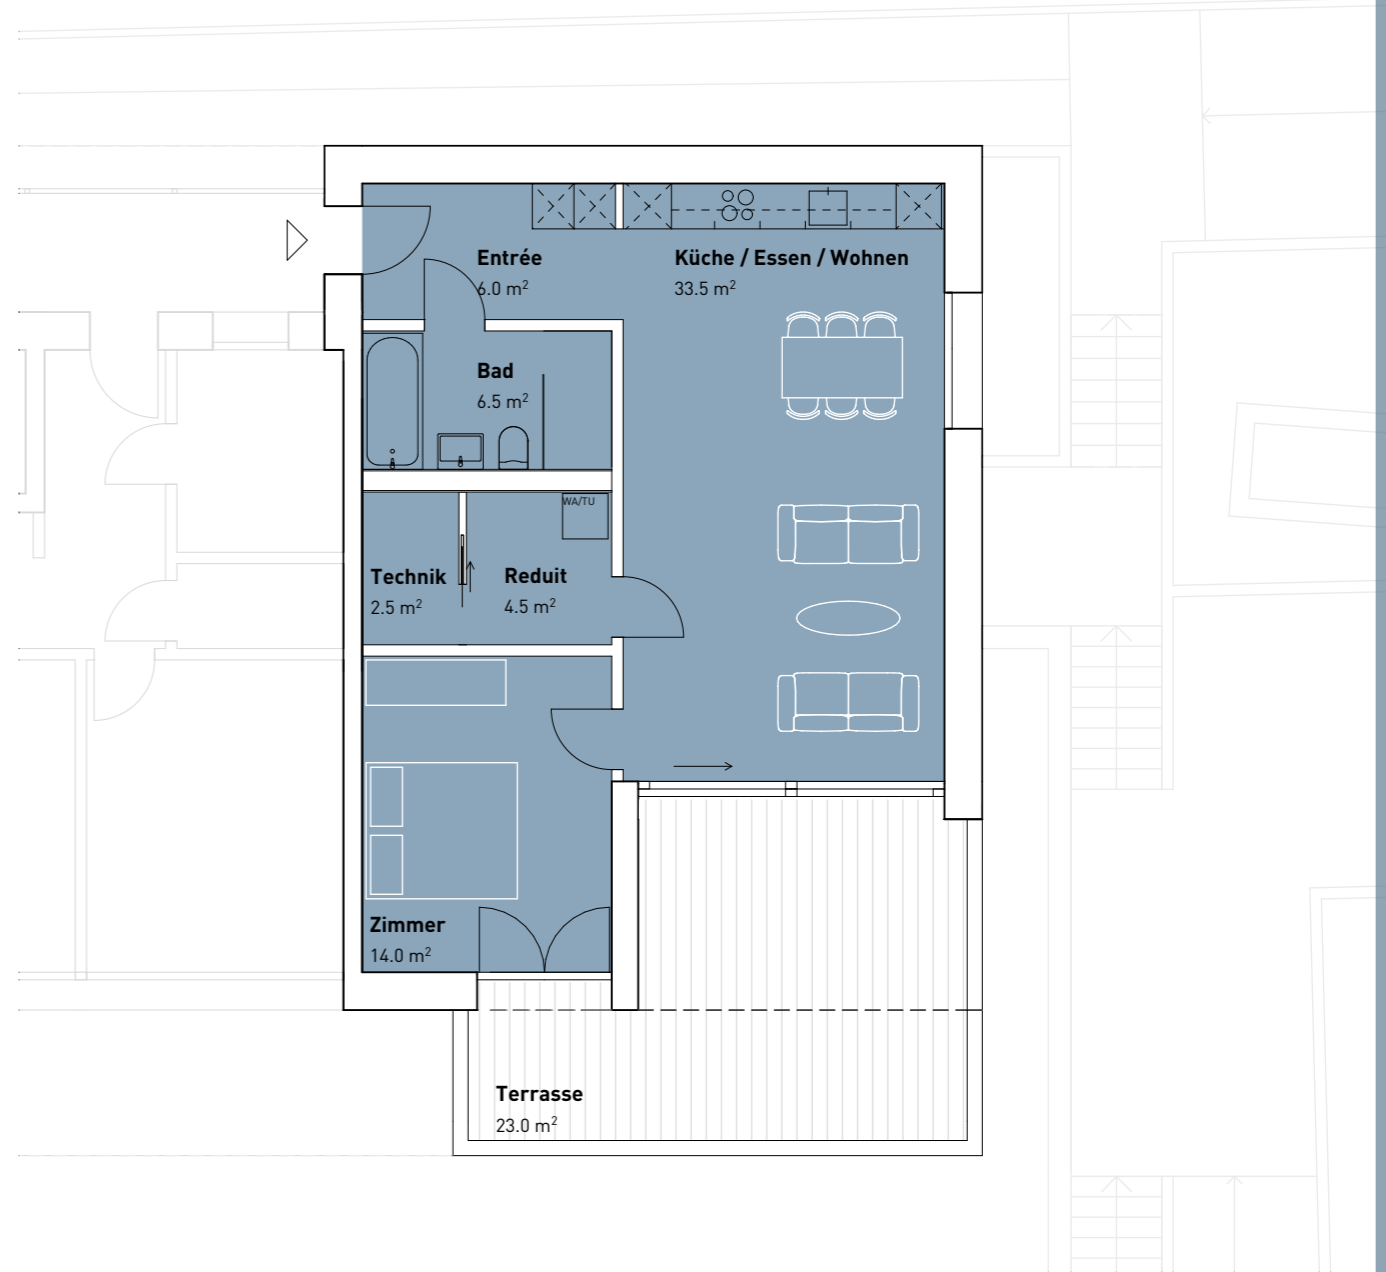 Entrée
6.0 m²
Küche / Essen / Wohnen
33.5 m²
Bad
6.5 m²
WA/TU
Technik
2.5 m²
Reduit
4.5 m²
Zimmer
14.0 m²
Terrasse
23.0 m²